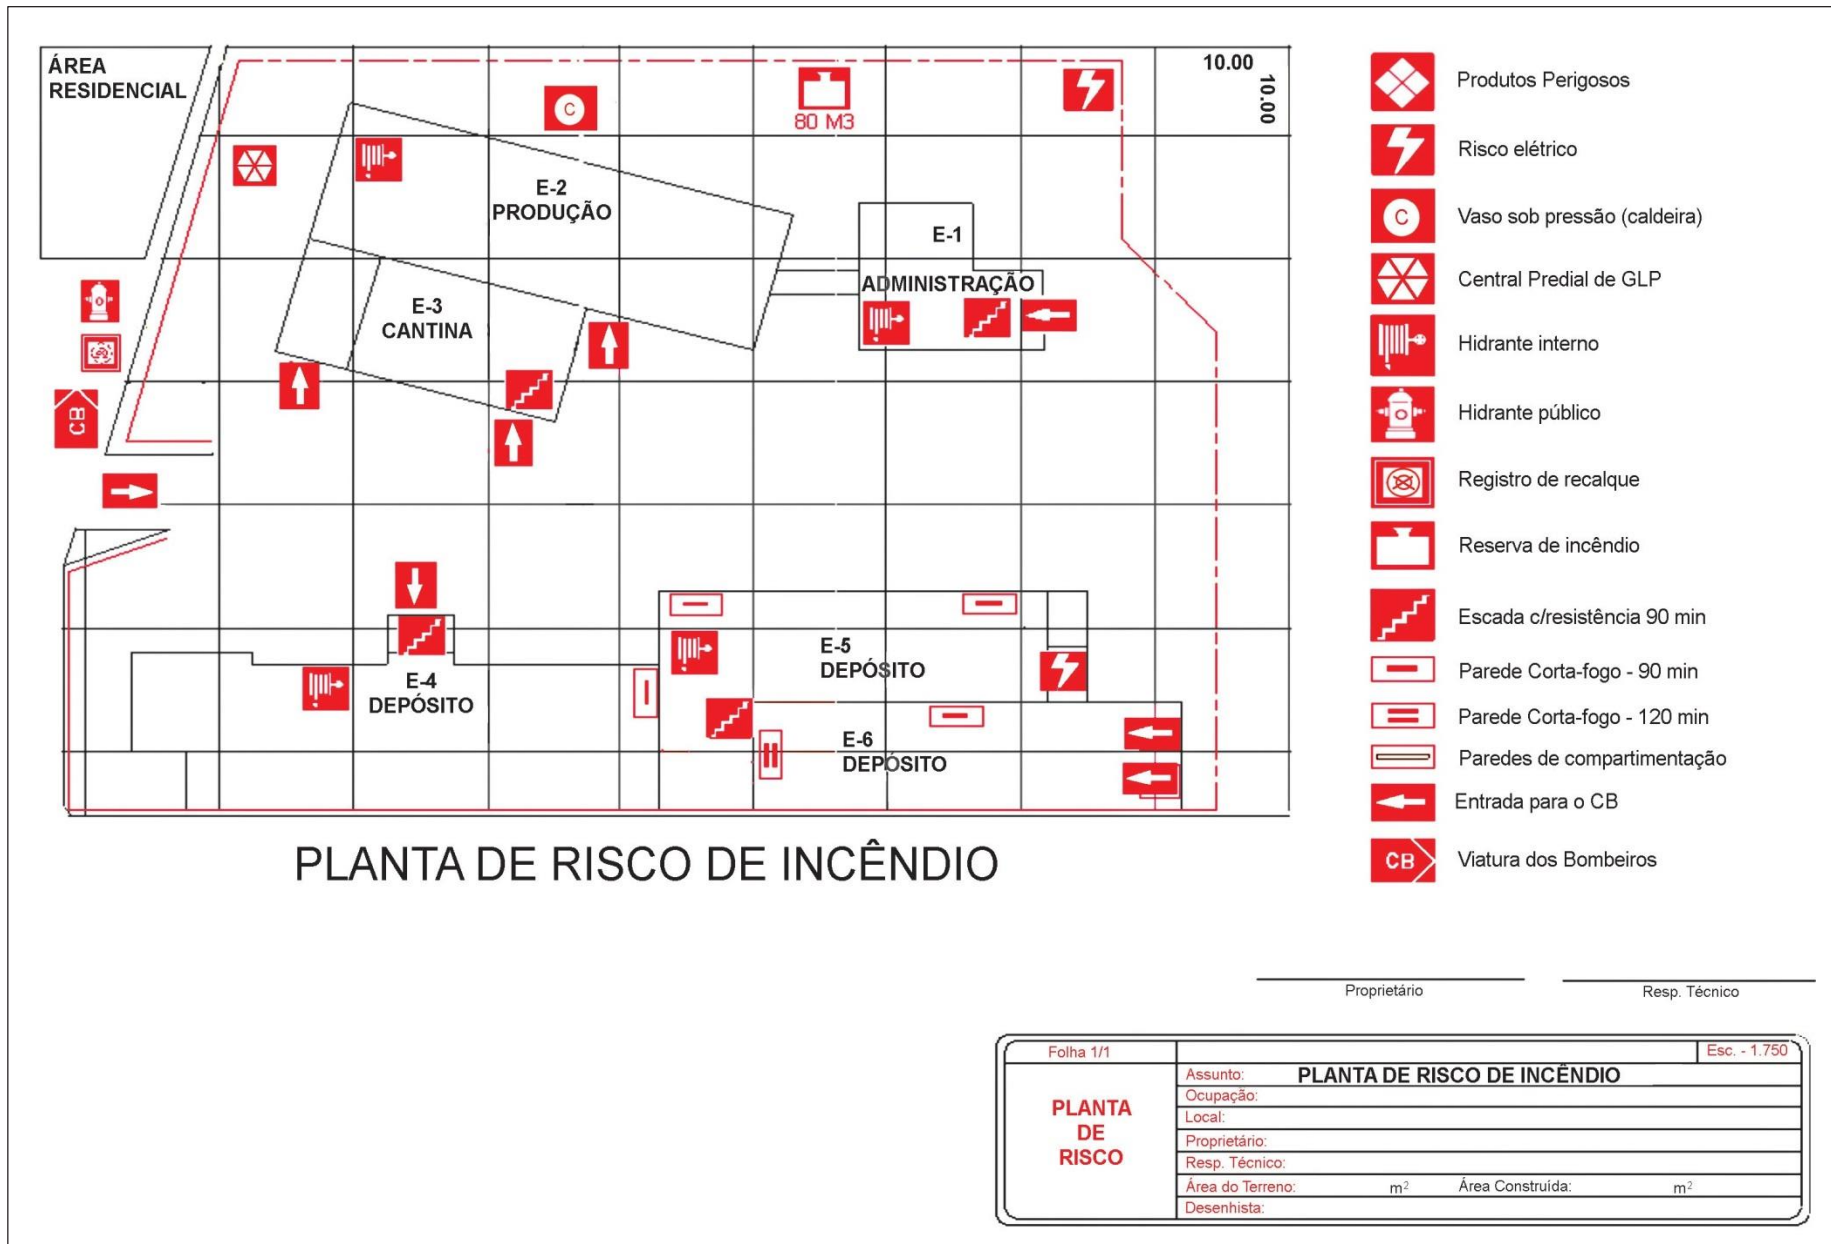 ÁREA
RESIDENCIAL
10.00
10.00
C
80 M3
E-2
PRODUÇÃO
E-1
ADMINISTRAÇÃO
E-3
CANTINA
CB
E-4
DEPÓSITO
E-5
DEPÓSITO
E-6
DEPÓSITO
PLANTA DE RISCO DE INCÊNDIO
Produtos Perigosos
Risco elétrico
C
Vaso sob pressão (caldeira)
Central Predial de GLP
Hidrante interno
Hidrante público
Registro de recalque
Reserva de incêndio
Escada c/resistência 90 min
Parede Corta-fogo - 90 min
Parede Corta-fogo - 120 min
Paredes de compartimentação
Entrada para o CB
CB
Viatura dos Bombeiros
Proprietário
Resp. Técnico
Folha 1/1
Esc. - 1.750
PLANTA
DE
RISCO
Assunto: PLANTA DE RISCO DE INCÊNDIO
Ocupação:
Local:
Proprietário:
Resp. Técnico:
Área do Terreno: m² Área Construída: m²
Desenhista: